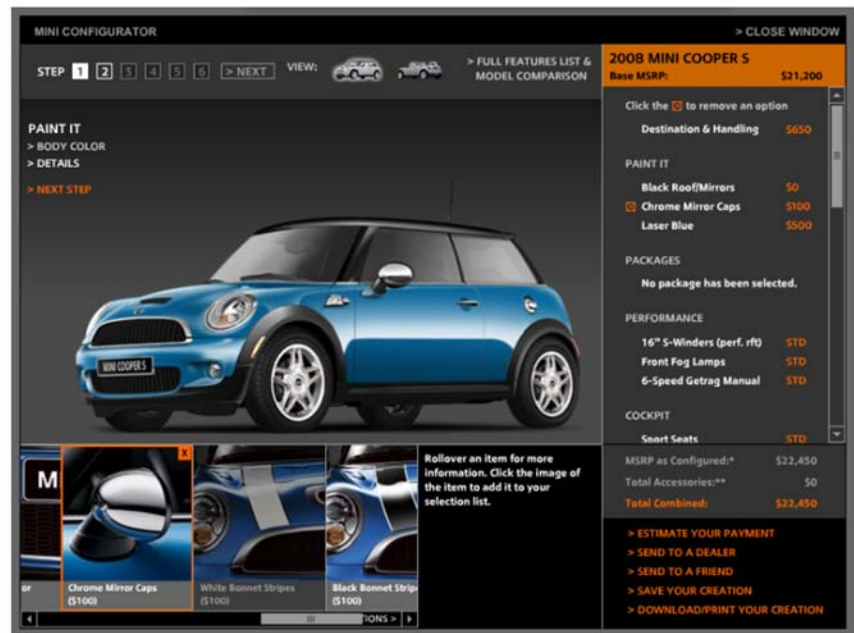 MINI CONFIGURATOR
> CLOSE WINDOW
STEP 1 2 3 4 5 6 > NEXT
VIEW:
> FULL FEATURES LIST &
MODEL COMPARISON
2008 MINI COOPER S
Base MSRP: $21,200
PAINT IT
> BODY COLOR
> DETAILS
> NEXT STEP
MINI COOPER S
Click the to remove an option
Destination & Handling $650
PAINT IT
Black Roof/Mirrors $0
Chrome Mirror Caps $100
Laser Blue $500
PACKAGES
No package has been selected.
PERFORMANCE
16" S-Winders (perf. rft) STD
Front Fog Lamps STD
6-Speed Getrag Manual STD
COCKPIT
Sport Seats STD
M
or
X
Chrome Mirror Caps
($100)
White Bonnet Stripes
($100)
Black Bonnet Strip
($100)
IONS >
Rollover an item for more
information. Click the image of
the item to add it to your
selection list.
MSRP as Configured:* $22,450
Total Accessories:** $0
Total Combined: $22,450
> ESTIMATE YOUR PAYMENT
> SEND TO A DEALER
> SEND TO A FRIEND
> SAVE YOUR CREATION
> DOWNLOAD/PRINT YOUR CREATION